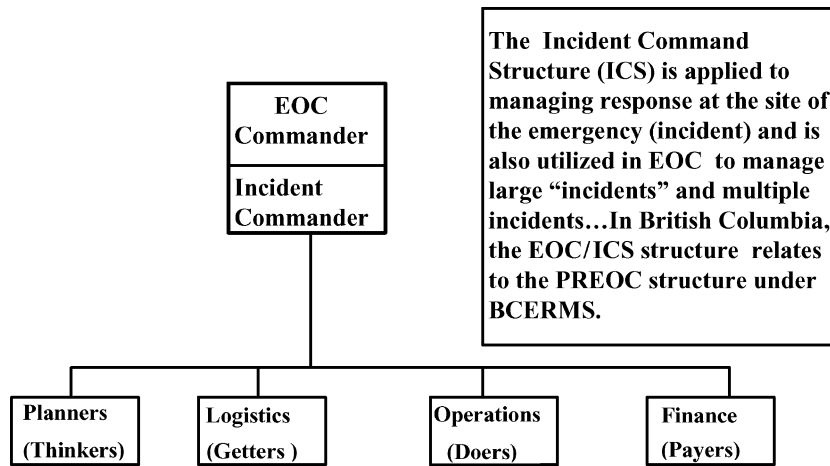 The Incident Command
Structure (ICS) is applied to
managing response at the site of
the emergency (incident) and is
also utilized in EOC to manage
large “incidents” and multiple
incidents…In British Columbia,
the EOC/ICS structure relates
to the PREOC structure under
BCERMS.
EOC
Commander
Incident
Commander
Planners
(Thinkers)
Logistics
(Getters )
Operations
(Doers)
Finance
(Payers)